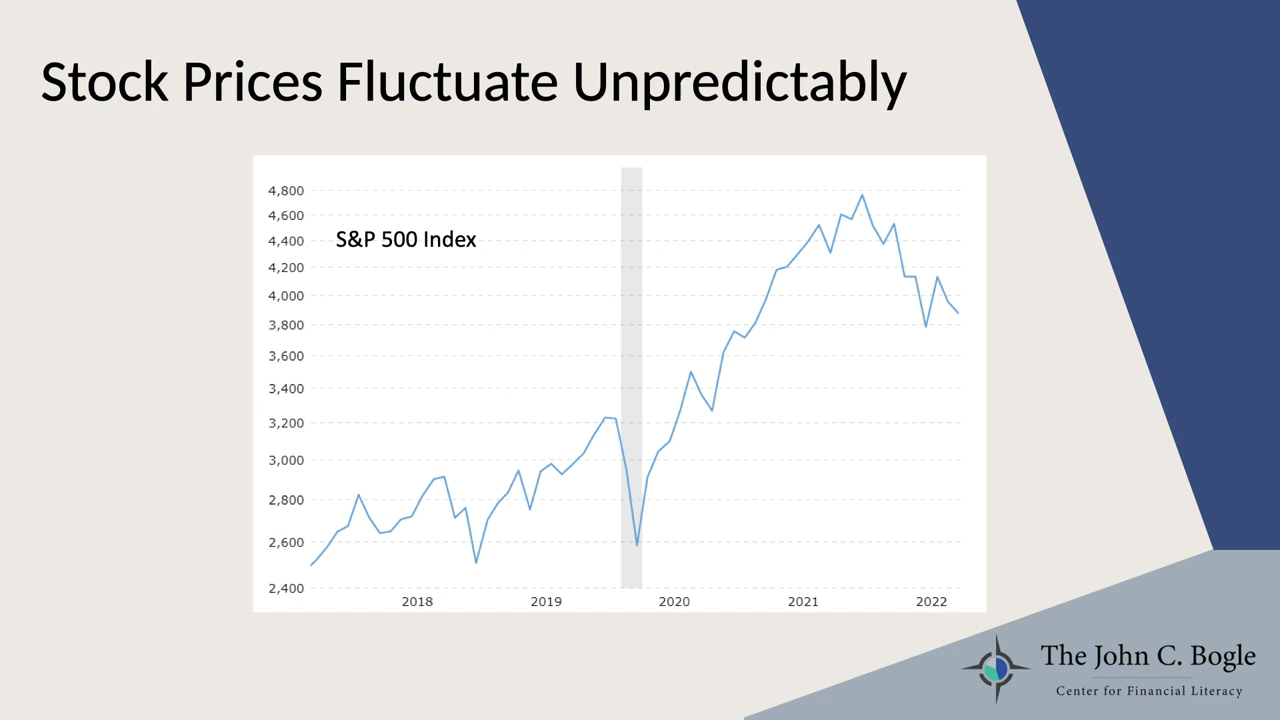 Stock Prices Fluctuate Unpredictably
4,800
4,600
4,400
S&P 500 Index
4,200
4,000
3,800
3,600
3,400
3,200
3,000
2,800
2,600
2,400
2018 2019 2020 2021 2022
The John C. Bogle
Center for Financial Literacy